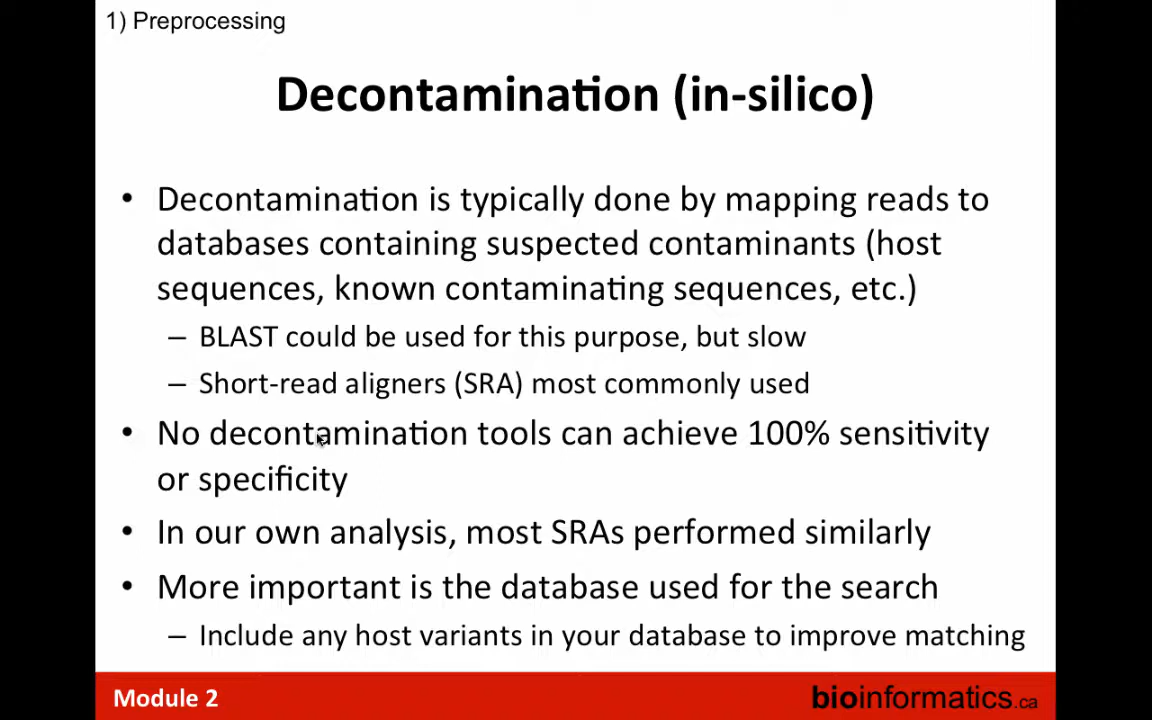 1) Preprocessing
Decontamination (in-silico)
• Decontamination is typically done by mapping reads to
databases containing suspected contaminants (host
sequences, known contaminating sequences, etc.)
– BLAST could be used for this purpose, but slow
– Short-read aligners (SRA) most commonly used
• No decontamination tools can achieve 100% sensitivity
or specificity
• In our own analysis, most SRAs performed similarly
• More important is the database used for the search
– Include any host variants in your database to improve matching
Module 2
bioinformatics.ca